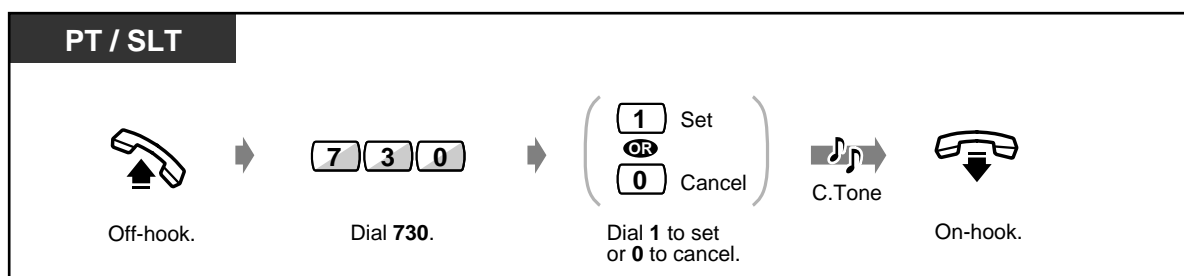 PT / SLT
1 Set
OR
7 3 0
0 Cancel
C.Tone
Off-hook.
Dial 730.
Dial 1 to set
or 0 to cancel.
On-hook.